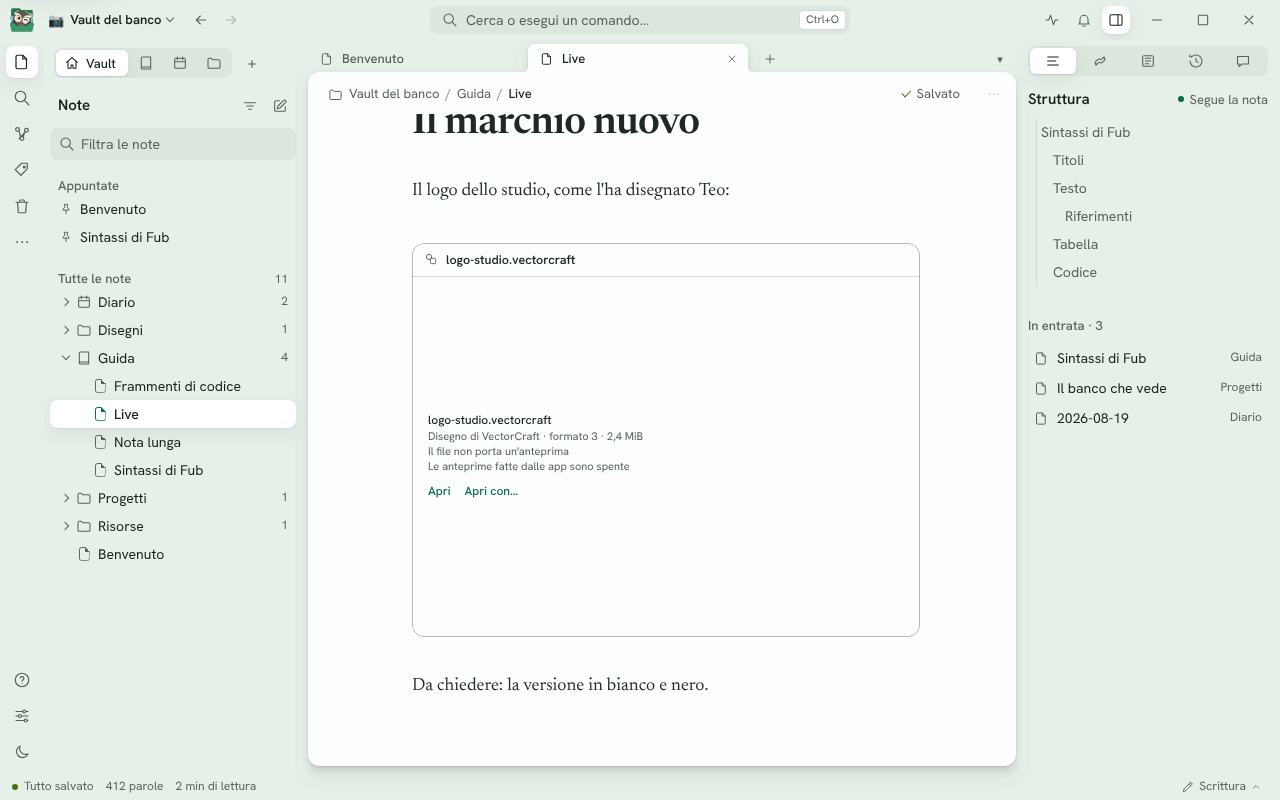 Vault del banco
Cerca o esegui un comando...
Ctrl+O
Vault
Note
Filtra le note
Appuntate
Benvenuto
Sintassi di Fub
Tutte le note 11
Diario 2
Disegni 1
Guida 4
Frammenti di codice
Live
Nota lunga
Sintassi di Fub
Progetti 1
Risorse 1
Benvenuto
Benvenuto
Live
Vault del banco / Guida / Live
Salvato
Il marchio nuovo
Il logo dello studio, come l'ha disegnato Teo:
logo-studio.vectorcraft
logo-studio.vectorcraft
Disegno di VectorCraft · formato 3 · 2,4 MiB
Il file non porta un'anteprima
Le anteprime fatte dalle app sono spente
Apri Apri con...
Da chiedere: la versione in bianco e nero.
Struttura
Segue la nota
Sintassi di Fub
Titoli
Testo
Riferimenti
Tabella
Codice
In entrata · 3
Sintassi di Fub Guida
Il banco che vede Progetti
2026-08-19 Diario
Tutto salvato 412 parole 2 min di lettura
Scrittura